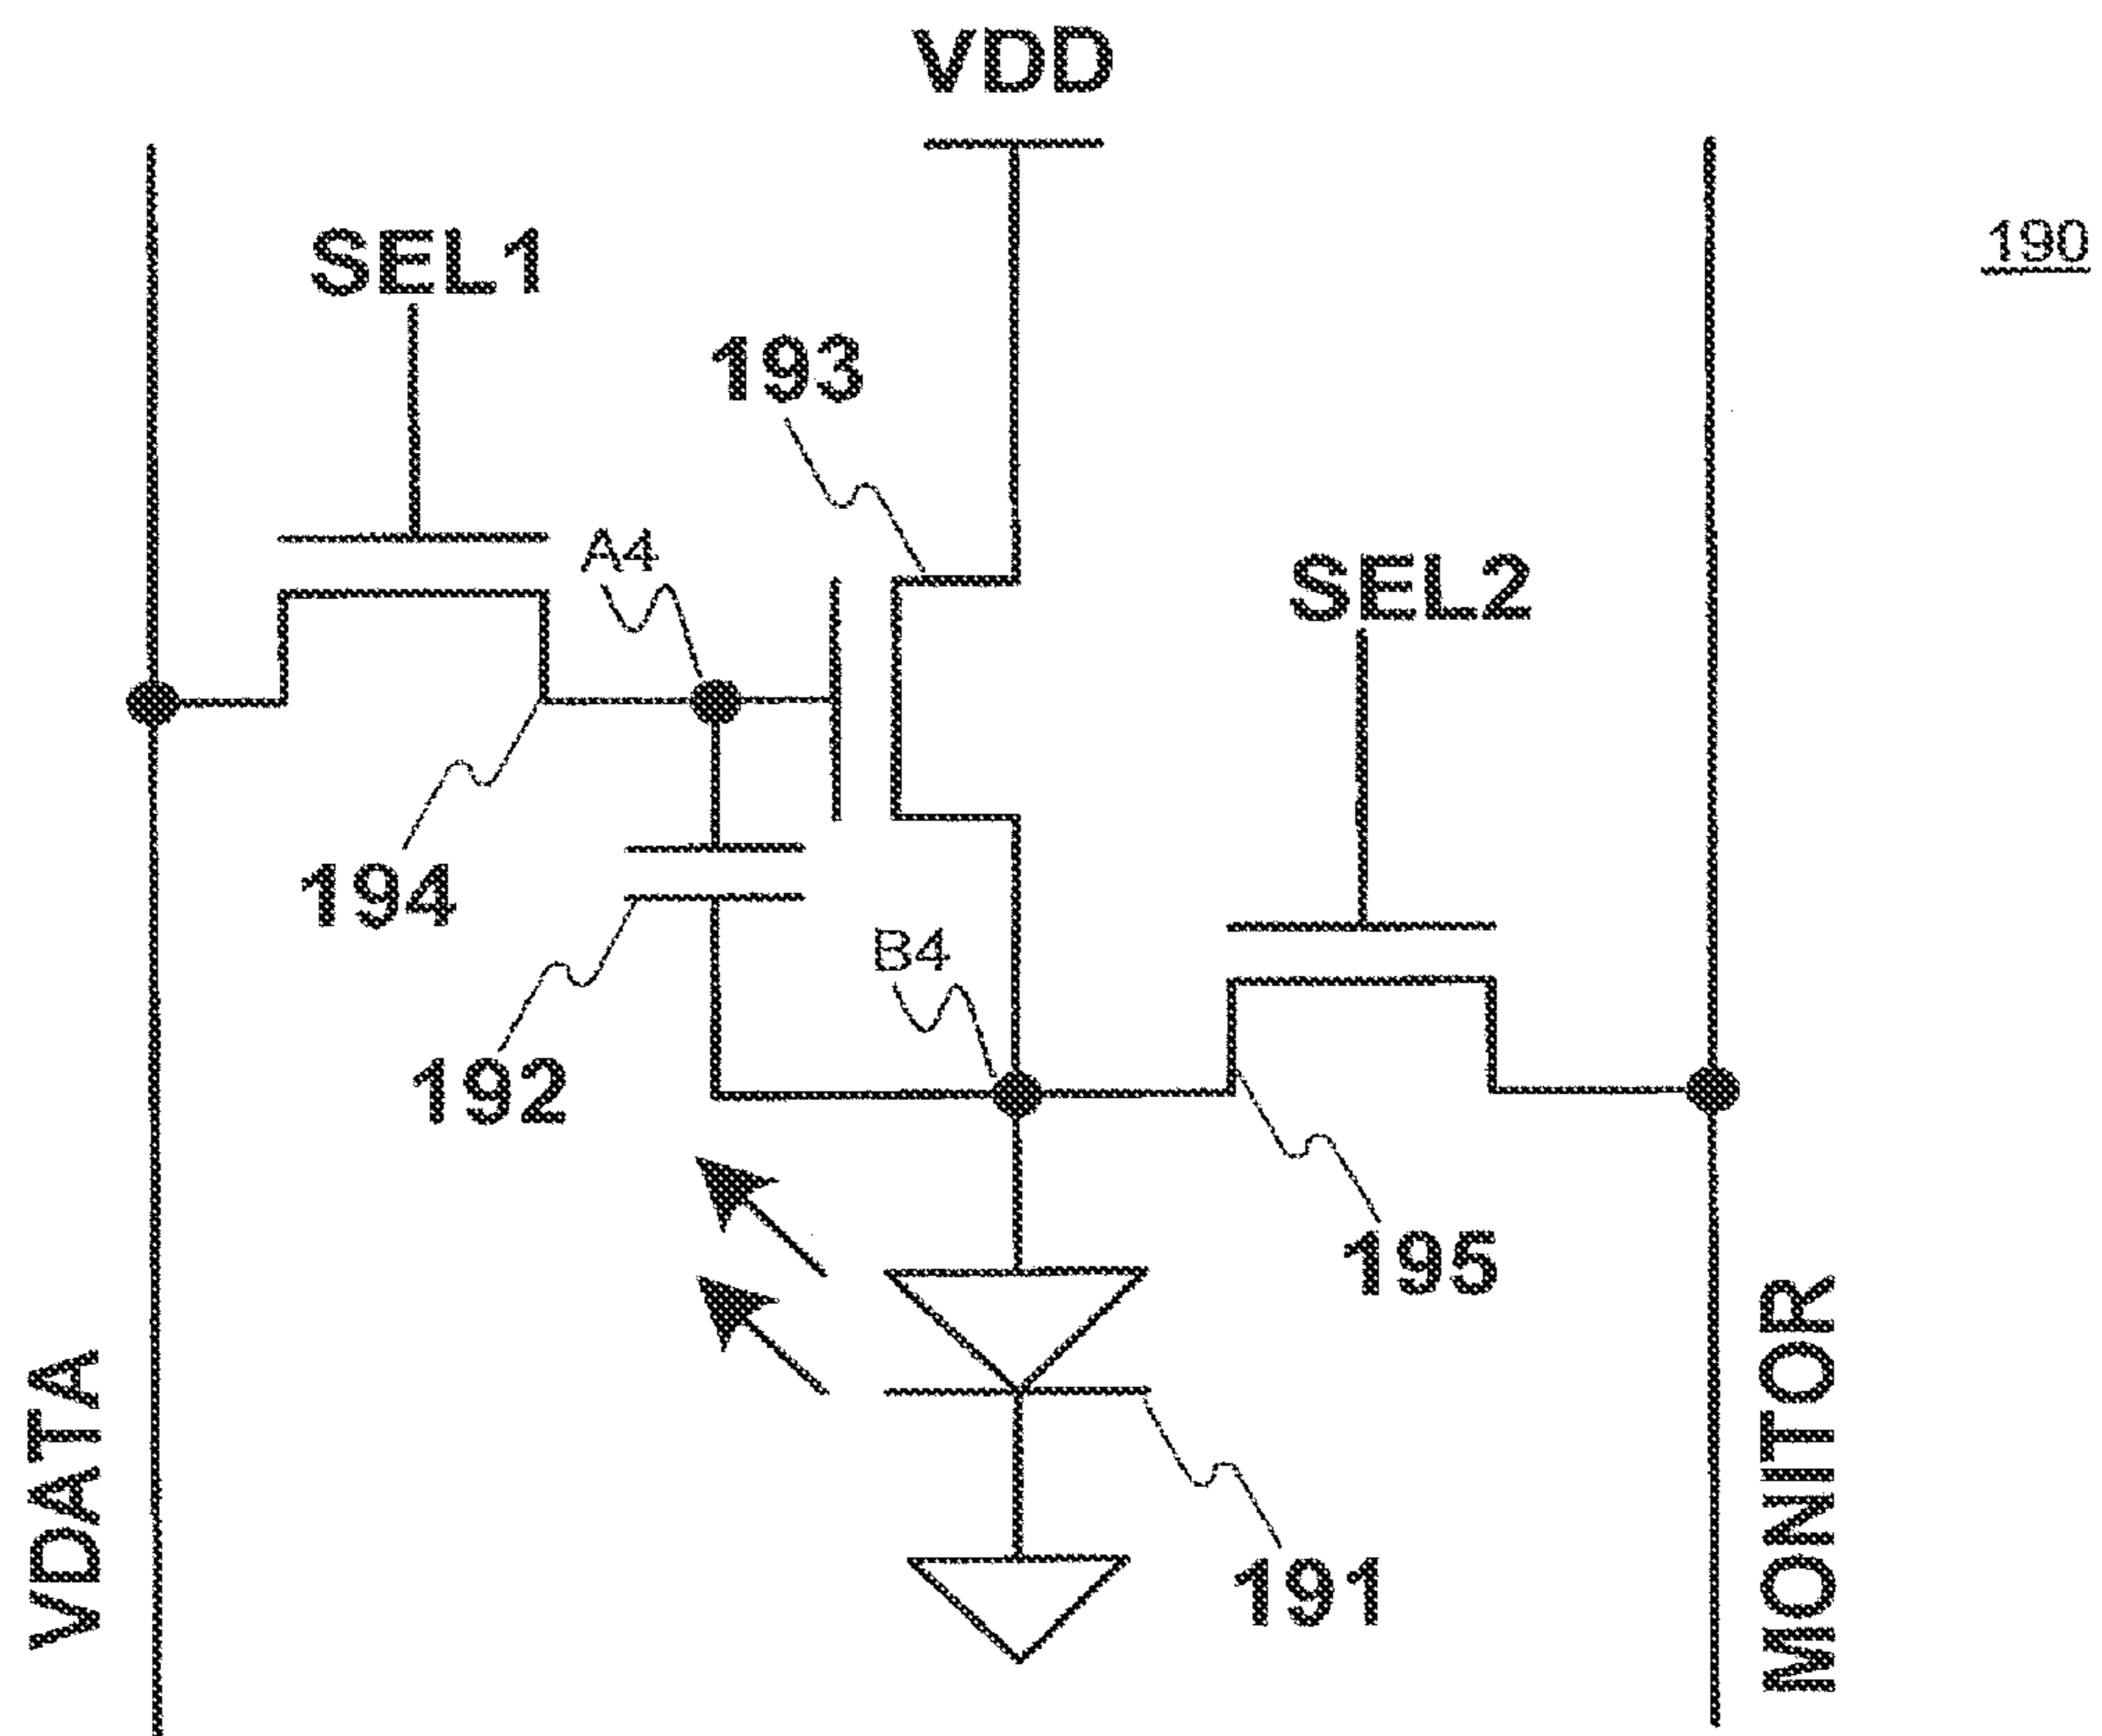 VDD
190
SEL1
193
A4
SEL2
194
B4
192
195
191
VDATA
MONITOR